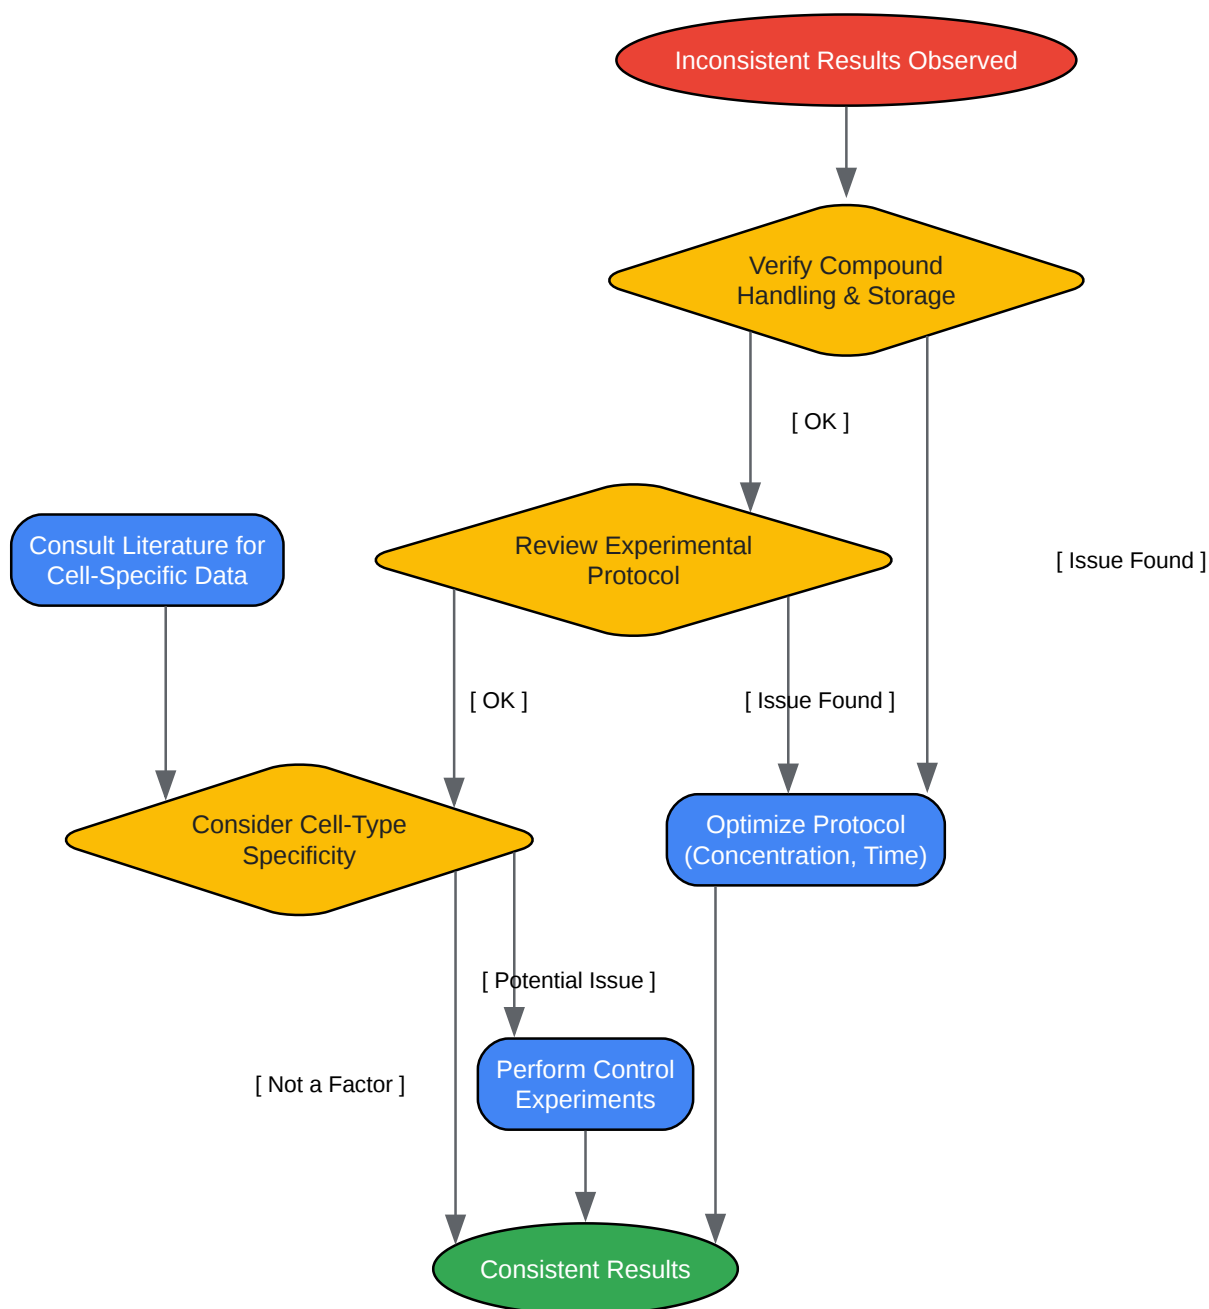 Inconsistent Results Observed
Verify Compound
Handling & Storage
[ OK ]
Consult Literature for
Cell-Specific Data
Review Experimental
Protocol
[ Issue Found ]
[ OK ]
[ Issue Found ]
Consider Cell-Type
Specificity
Optimize Protocol
(Concentration, Time)
[ Potential Issue ]
[ Not a Factor ]
Perform Control
Experiments
Consistent Results